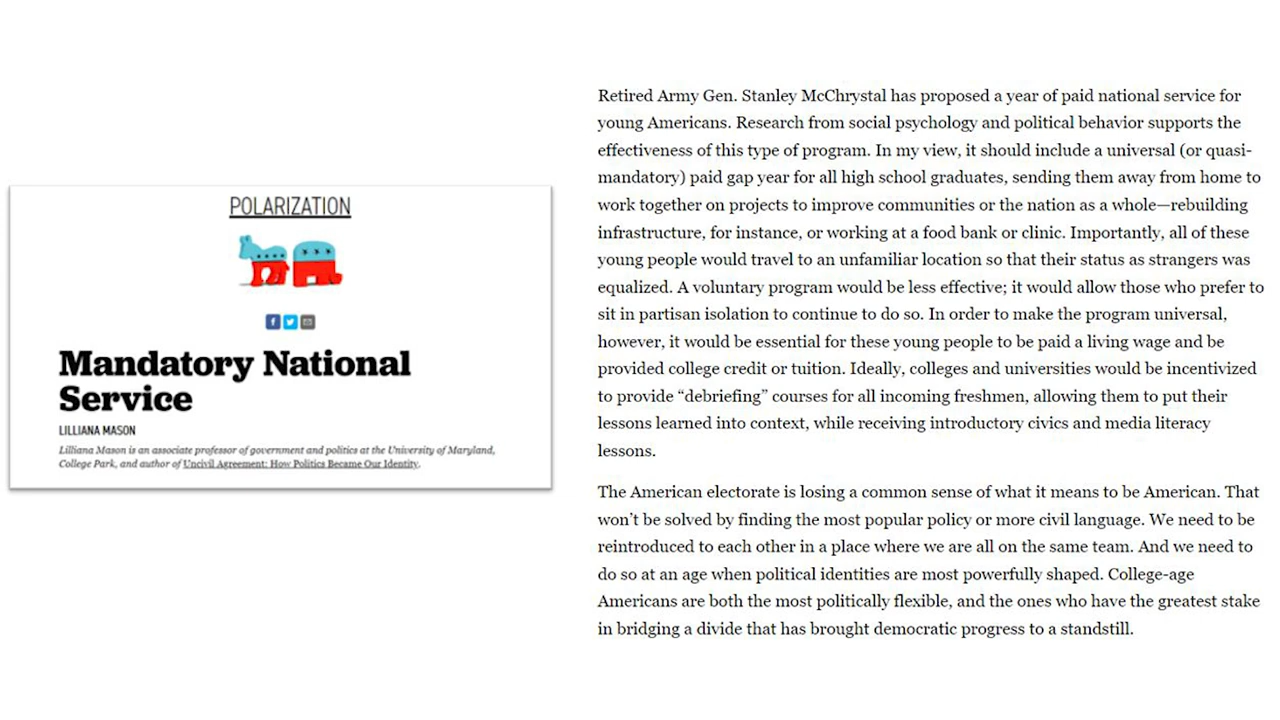 POLARIZATION
Mandatory National
Service
LILLIANA MASON
Lilliana Mason is an associate professor of government and politics at the University of Maryland,
College Park, and author of Uncivil Agreement: How Politics Became Our Identity.
Retired Army Gen. Stanley McChrystal has proposed a year of paid national service for
young Americans. Research from social psychology and political behavior supports the
effectiveness of this type of program. In my view, it should include a universal (or quasi-
mandatory) paid gap year for all high school graduates, sending them away from home to
work together on projects to improve communities or the nation as a whole—rebuilding
infrastructure, for instance, or working at a food bank or clinic. Importantly, all of these
young people would travel to an unfamiliar location so that their status as strangers was
equalized. A voluntary program would be less effective; it would allow those who prefer to
sit in partisan isolation to continue to do so. In order to make the program universal,
however, it would be essential for these young people to be paid a living wage and be
provided college credit or tuition. Ideally, colleges and universities would be incentivized
to provide “debriefing” courses for all incoming freshmen, allowing them to put their
lessons learned into context, while receiving introductory civics and media literacy
lessons.
The American electorate is losing a common sense of what it means to be American. That
won’t be solved by finding the most popular policy or more civil language. We need to be
reintroduced to each other in a place where we are all on the same team. And we need to
do so at an age when political identities are most powerfully shaped. College-age
Americans are both the most politically flexible, and the ones who have the greatest stake
in bridging a divide that has brought democratic progress to a standstill.